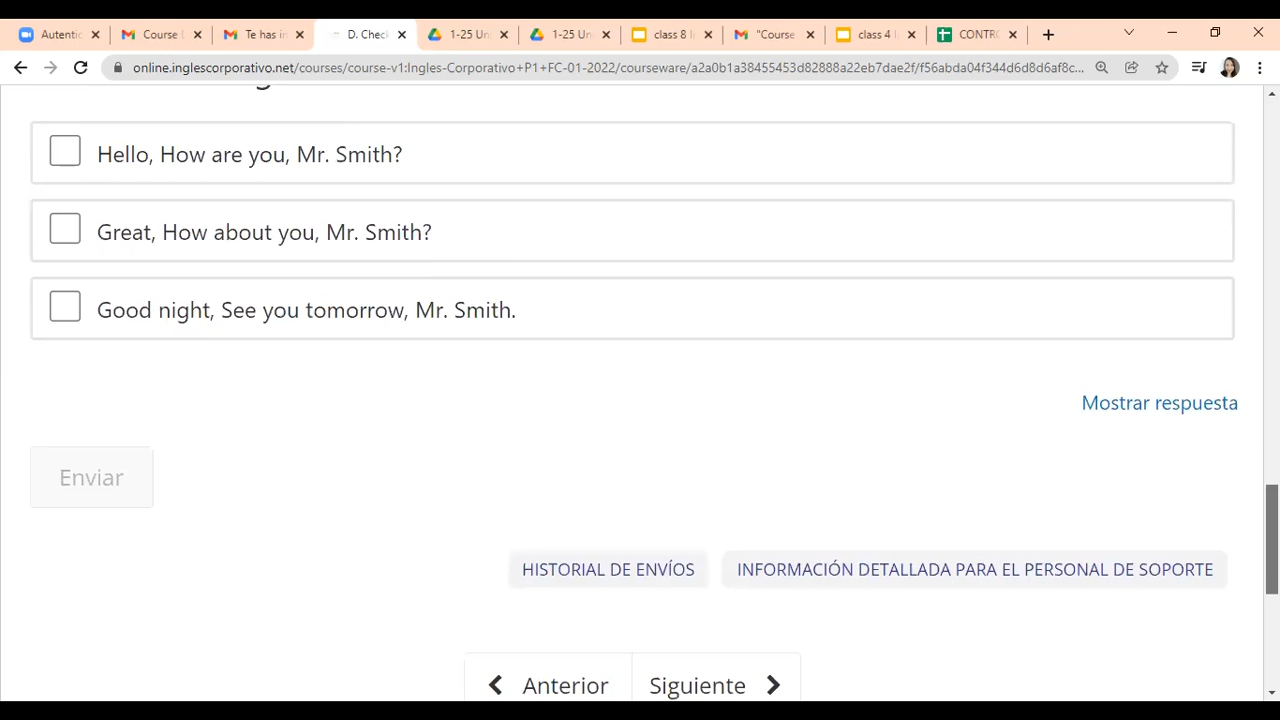 Autentic
Course
Te has in
D. Check
1-25 Un
1-25 Un
class 8 I
"Course
class 4
CONTR
online.inglescorporativo.net/courses/course-v1:Ingles-Corporativo+P1+FC-01-2022/courseware/a2a0b1a38455453d82888a22eb7dae2f/f56abda04f344d6d8d6af8c...
Hello, How are you, Mr. Smith?
Great, How about you, Mr. Smith?
Good night, See you tomorrow, Mr. Smith.
Mostrar respuesta
Enviar
HISTORIAL DE ENVÍOS
INFORMACIÓN DETALLADA PARA EL PERSONAL DE SOPORTE
Anterior
Siguiente